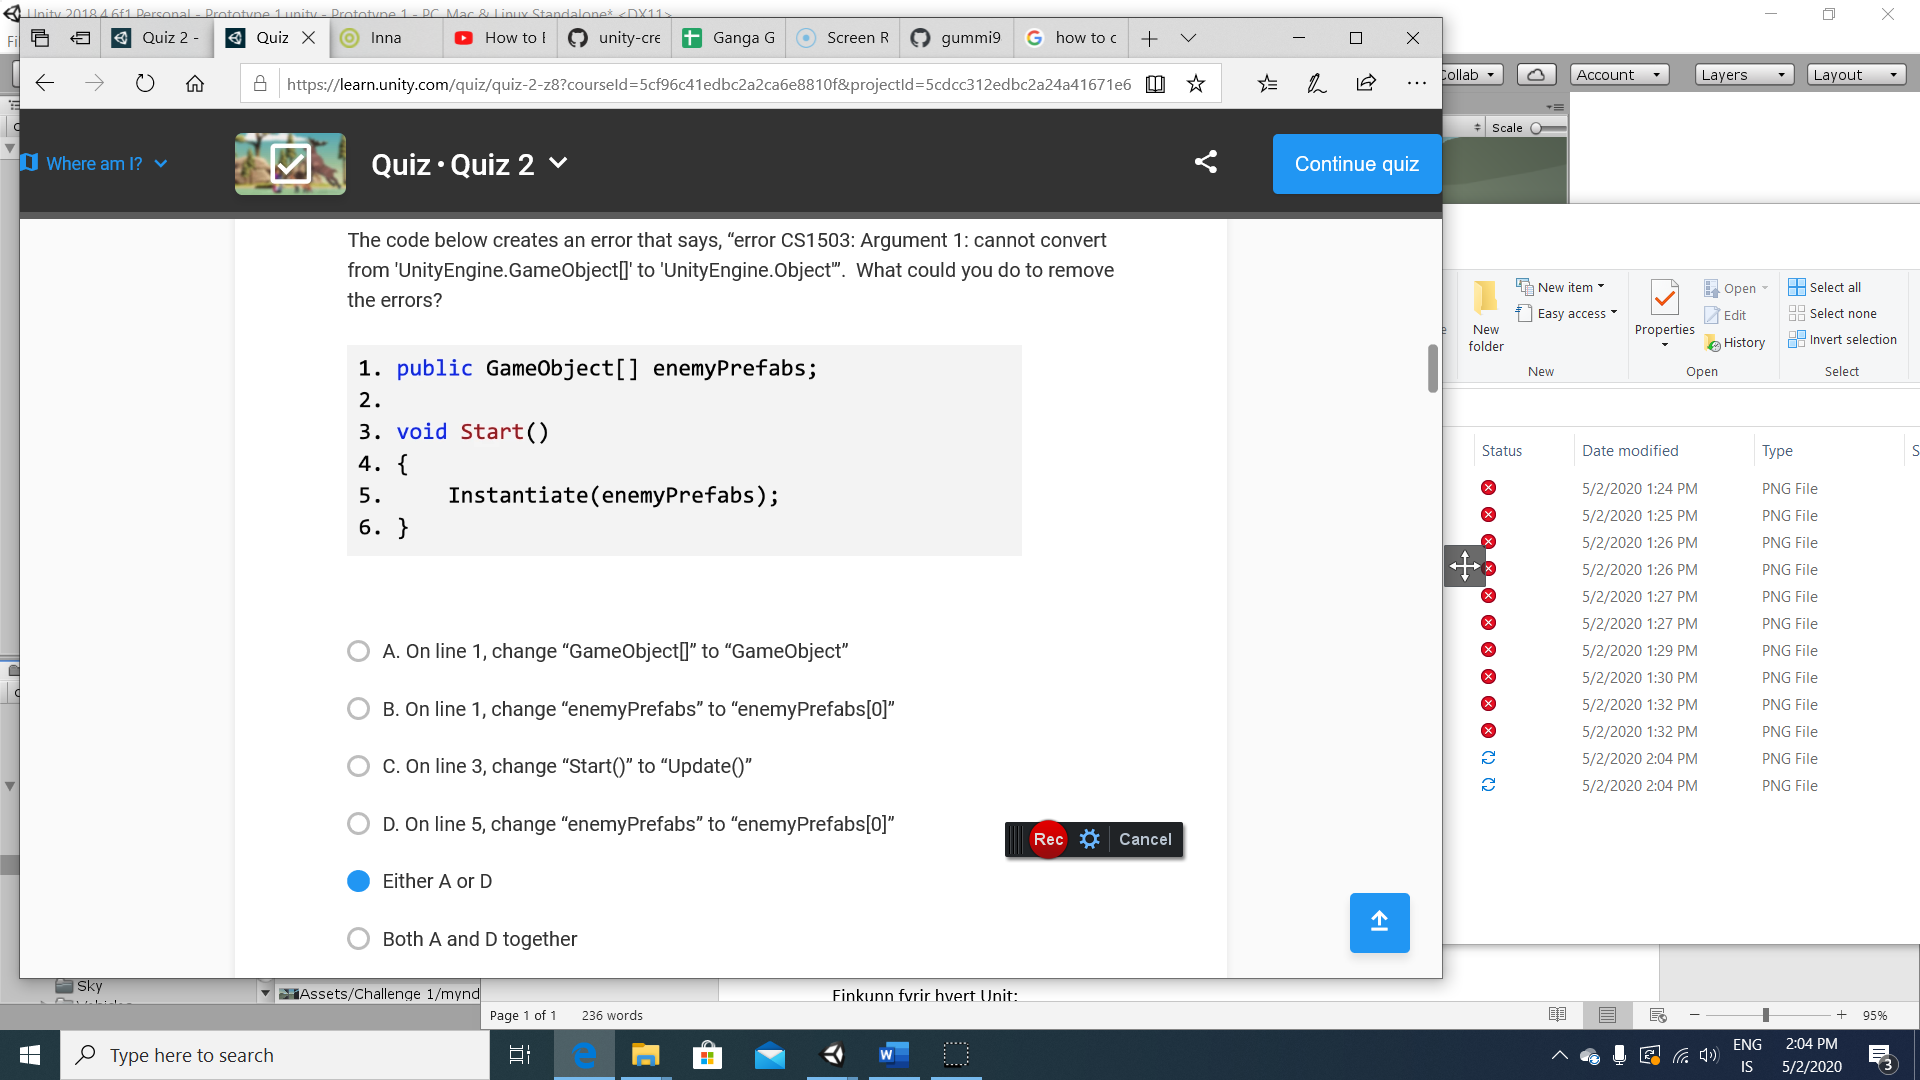 Unity 2018.4.6f1 Personal - Prototype 1.unity - Prototype 1 - PC, Mac & Linux Standalone* <DX11>
Quiz 2 -
Quiz
Inna
How to
unity-cre
Ganga G
Screen R
gummi9
how to c
https://learn.unity.com/quiz/quiz-2-z8?courseId=5cf96c41edbc2a2ca6e8810f&projectId=5cdcc312edbc2a24a41671e6
Collab
Account
Layers
Layout
Scale
Where am I?
Quiz · Quiz 2
Continue quiz
The code below creates an error that says, “error CS1503: Argument 1: cannot convert
from 'UnityEngine.GameObject[]' to 'UnityEngine.Object'”. What could you do to remove
the errors?
1. public GameObject[] enemyPrefabs;
2.
3. void Start()
4. {
5. Instantiate(enemyPrefabs);
6. }
A. On line 1, change “GameObject[]” to “GameObject”
B. On line 1, change “enemyPrefabs” to “enemyPrefabs[0]”
C. On line 3, change “Start()” to “Update()”
D. On line 5, change “enemyPrefabs” to “enemyPrefabs[0]”
Either A or D
Both A and D together
Rec
Cancel
New item
Easy access
New
folder
New
Properties
Open
Edit
History
Open
Select all
Select none
Invert selection
Select
Status
Date modified
Type
S
5/2/2020 1:24 PM PNG File
5/2/2020 1:25 PM PNG File
5/2/2020 1:26 PM PNG File
5/2/2020 1:26 PM PNG File
5/2/2020 1:27 PM PNG File
5/2/2020 1:27 PM PNG File
5/2/2020 1:29 PM PNG File
5/2/2020 1:30 PM PNG File
5/2/2020 1:32 PM PNG File
5/2/2020 1:32 PM PNG File
5/2/2020 2:04 PM PNG File
5/2/2020 2:04 PM PNG File
Sky
Assets/Challenge 1/mynd
Einkunn fyrir hvert Unit:
Page 1 of 1
236 words
95%
Type here to search
ENG
IS
2:04 PM
5/2/2020
3